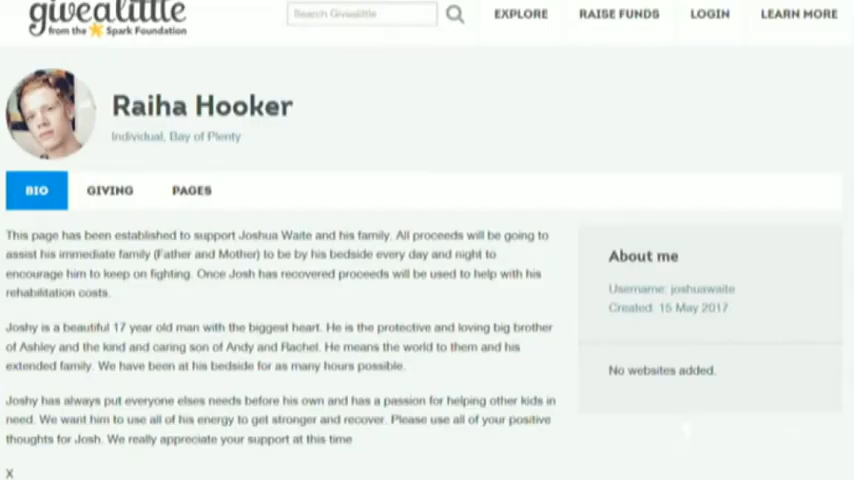 givealittle
from the Spark Foundation
Search Givealittle
EXPLORE
RAISE FUNDS
LOGIN
LEARN MORE
Raiha Hooker
Individual, Bay of Plenty
BIO
GIVING
PAGES
This page has been established to support Joshua Waite and his family. All proceeds will be going to
assist his immediate family (Father and Mother) to be by his bedside every day and night to
encourage him to keep on fighting. Once Josh has recovered proceeds will be used to help with his
rehabilitation costs.
Joshy is a beautiful 17 year old man with the biggest heart. He is the protective and loving big brother
of Ashley and the kind and caring son of Andy and Rachel. He means the world to them and his
extended family. We have been at his bedside for as many hours possible.
Joshy has always put everyone elses needs before his own and has a passion for helping other kids in
need. We want him to use all of his energy to get stronger and recover. Please use all of your positive
thoughts for Josh. We really appreciate your support at this time
X
About me
Username: joshuawaite
Created: 15 May 2017
No websites added.